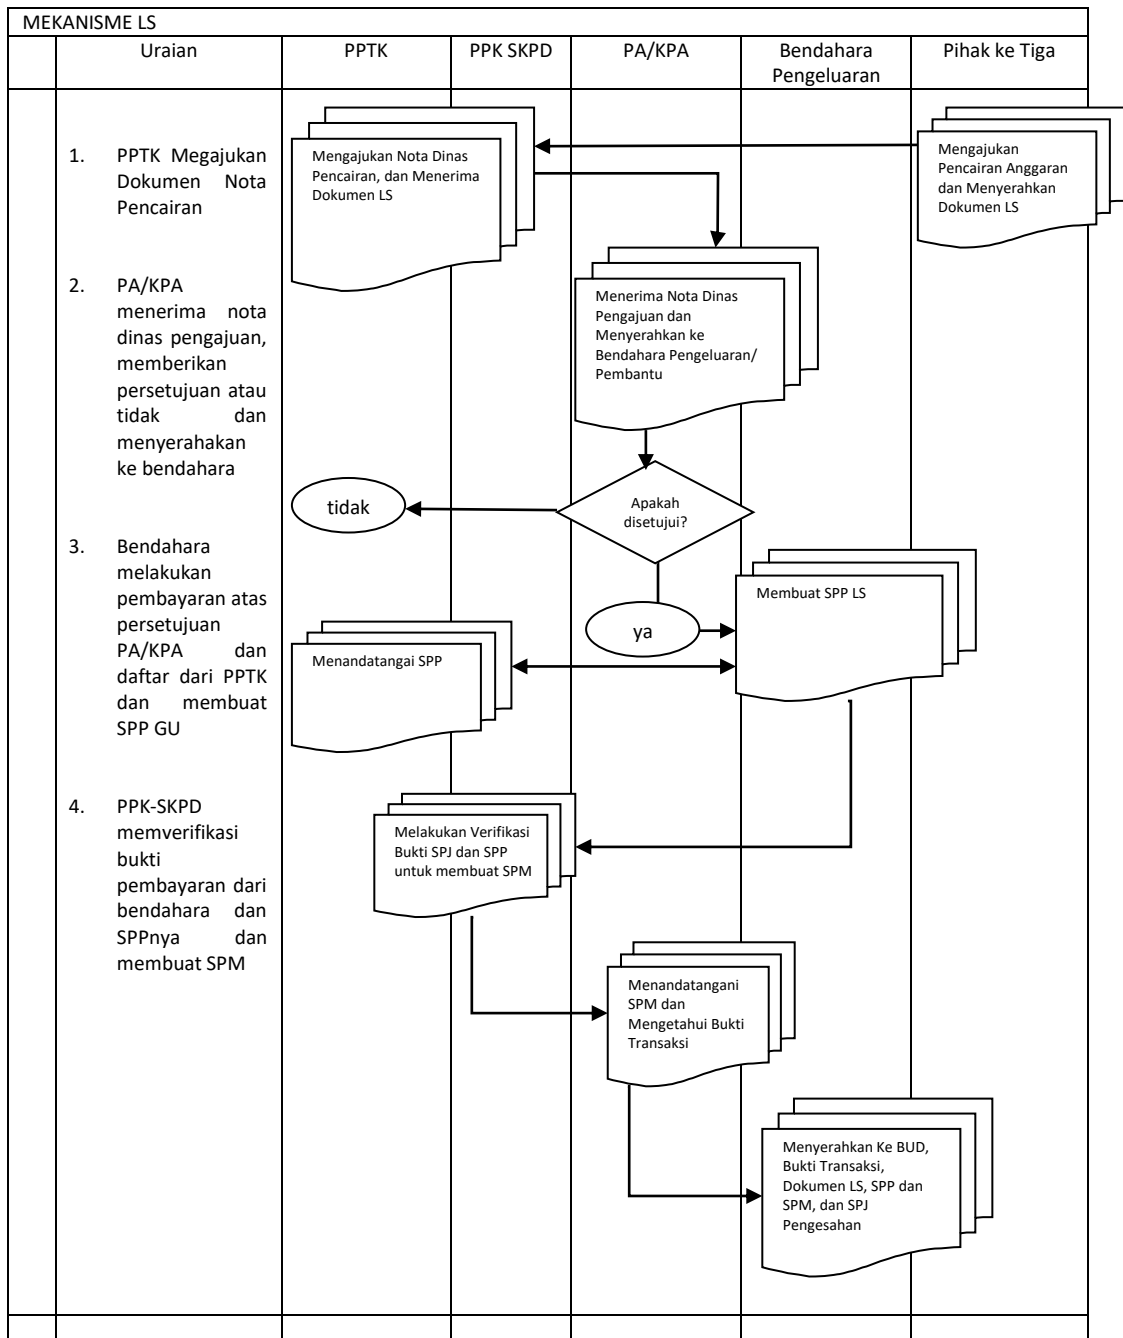 MEKANISME LS
Uraian
PPTK
PPK SKPD
PA/KPA
Bendahara
Pengeluaran
Pihak ke Tiga
1. PPTK Megajukan
Dokumen Nota
Pencairan
2. PA/KPA
menerima nota
dinas pengajuan,
memberikan
persetujuan atau
tidak dan
menyerahakan
ke bendahara
3. Bendahara
melakukan
pembayaran atas
persetujuan
PA/KPA dan
daftar dari PPTK
dan membuat
SPP GU
4. PPK-SKPD
memverifikasi
bukti
pembayaran dari
bendahara dan
SPPnya dan
membuat SPM
Mengajukan Nota Dinas
Pencairan, dan Menerima
Dokumen LS
Mengajukan
Pencairan Anggaran
dan Menyerahkan
Dokumen LS
Menerima Nota Dinas
Pengajuan dan
Menyerahkan ke
Bendahara Pengeluaran/
Pembantu
tidak
Apakah
disetujui?
ya
Membuat SPP LS
Menandatangai SPP
Melakukan Verifikasi
Bukti SPJ dan SPP
untuk membuat SPM
Menandatangani
SPM dan
Mengetahui Bukti
Transaksi
Menyerahkan Ke BUD,
Bukti Transaksi,
Dokumen LS, SPP dan
SPM, dan SPJ
Pengesahan